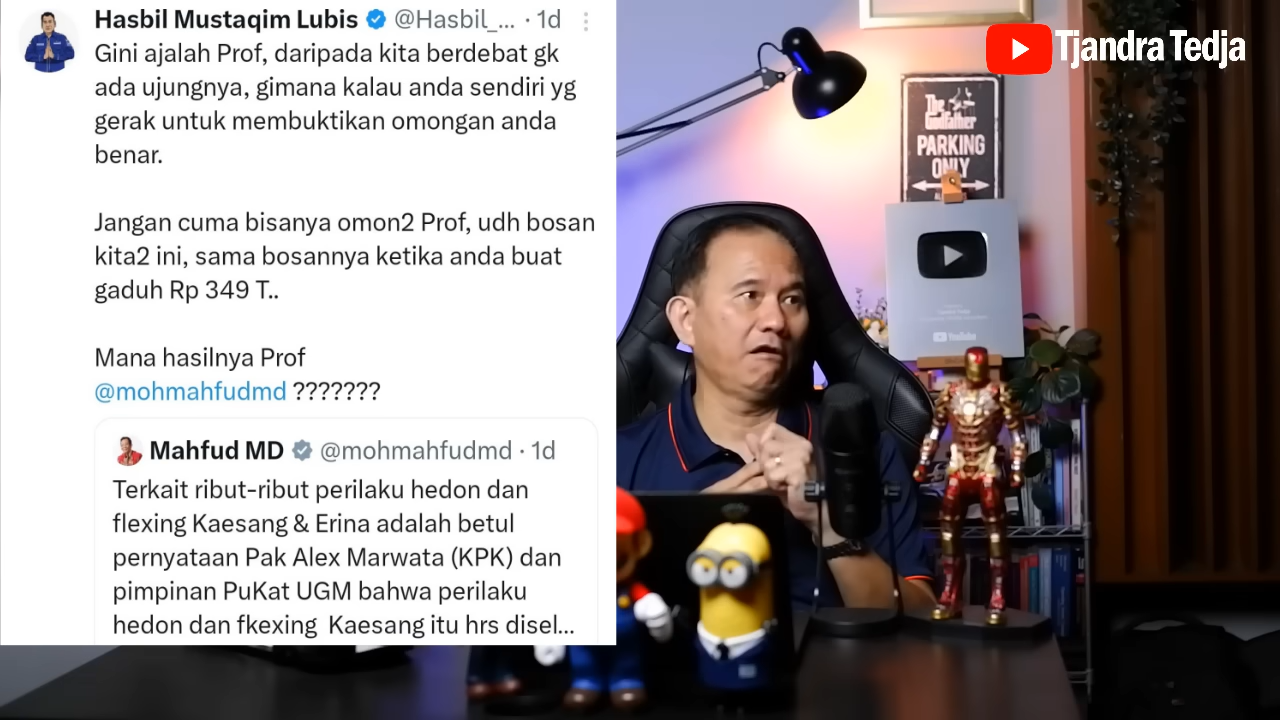 Hasbil Mustaqim Lubis @Hasbil_... · 1d
Gini ajalah Prof, daripada kita berdebat gk
ada ujungnya, gimana kalau anda sendiri yg
gerak untuk membuktikan omongan anda
benar.
Jangan cuma bisanya omon2 Prof, udh bosan
kita2 ini, sama bosannya ketika anda buat
gaduh Rp 349 T..
Mana hasilnya Prof
@mohmahfudmd ???????
Mahfud MD @mohmahfudmd · 1d
Terkait ribut-ribut perilaku hedon dan
flexing Kaesang & Erina adalah betul
pernyataan Pak Alex Marwata (KPK) dan
pimpinan PuKat UGM bahwa perilaku
hedon dan fkexing Kaesang itu hrs disel...
Tjandra Tedja
The
Godfather
PARKING
ONLY
YouTube